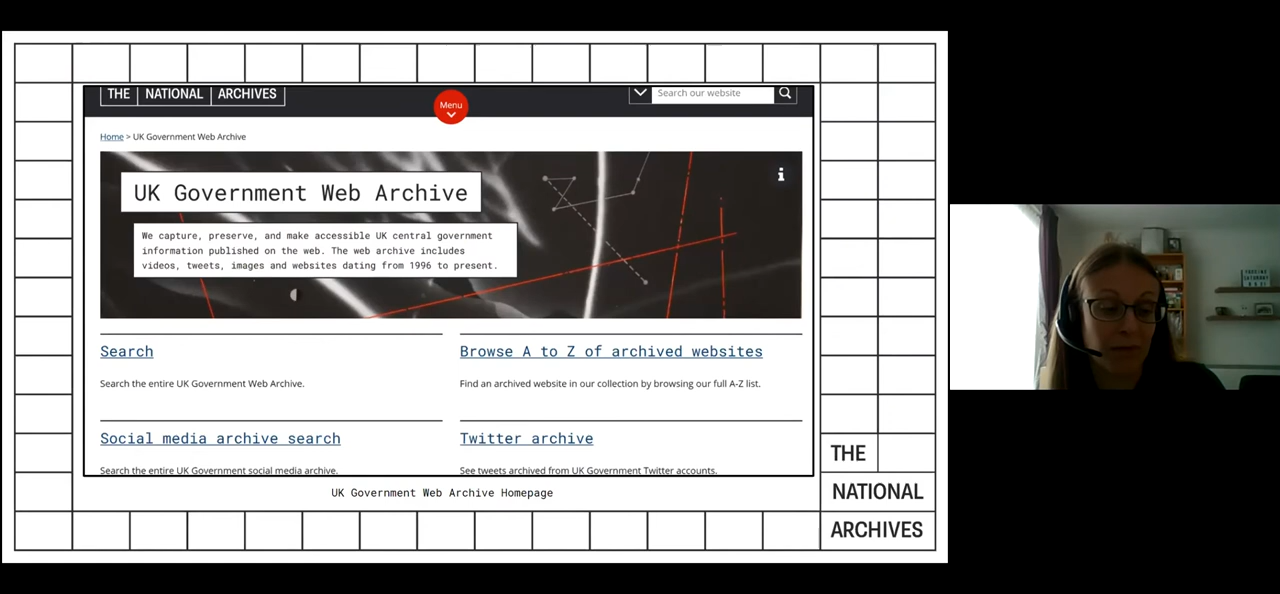 THE NATIONAL ARCHIVES
Menu
Search our website
Home > UK Government Web Archive
UK Government Web Archive
We capture, preserve, and make accessible UK central government
information published on the web. The web archive includes
videos, tweets, images and websites dating from 1996 to present.
Search
Search the entire UK Government Web Archive.
Browse A to Z of archived websites
Find an archived website in our collection by browsing our full A-Z list.
Social media archive search
Search the entire UK Government social media archive.
Twitter archive
See tweets archived from UK Government Twitter accounts.
UK Government Web Archive Homepage
THE
NATIONAL
ARCHIVES